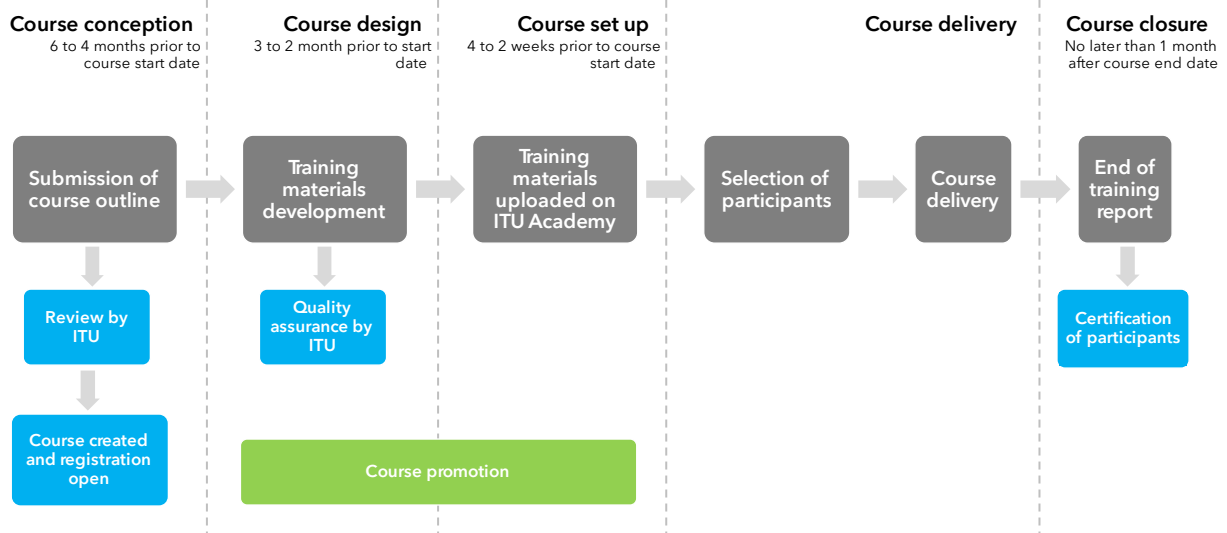 Course conception
6 to 4 months prior to
course start date
Course design
3 to 2 month prior to start
date
Course set up
4 to 2 weeks prior to course
start date
Course delivery
Course closure
No later than 1 month
after course end date
Submission of
course outline
Training
materials
development
Training
materials
uploaded on
ITU Academy
Selection of
participants
Course
delivery
End of
training
report
Review by
ITU
Quality
assurance by
ITU
Certification
of participants
Course created
and registration
open
Course promotion